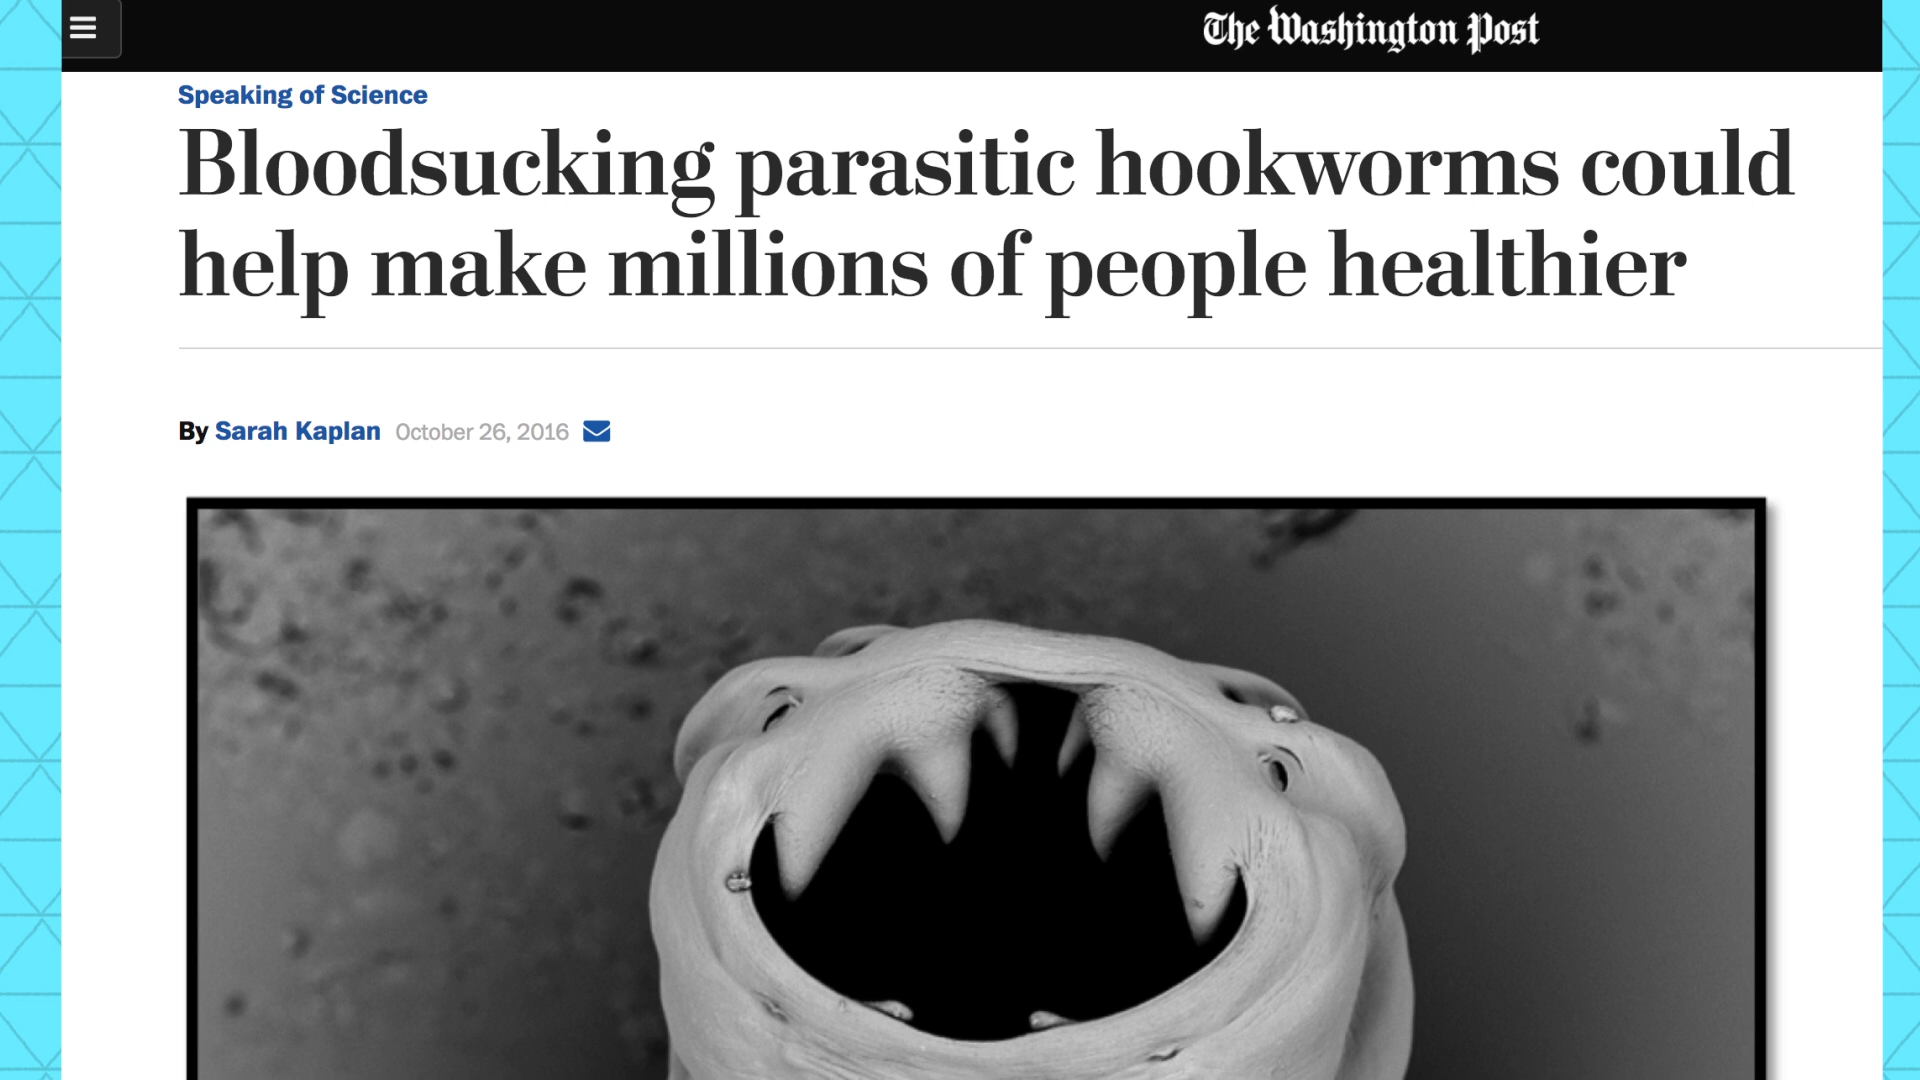 The Washington Post
Speaking of Science
Bloodsucking parasitic hookworms could
help make millions of people healthier
By Sarah Kaplan October 26, 2016